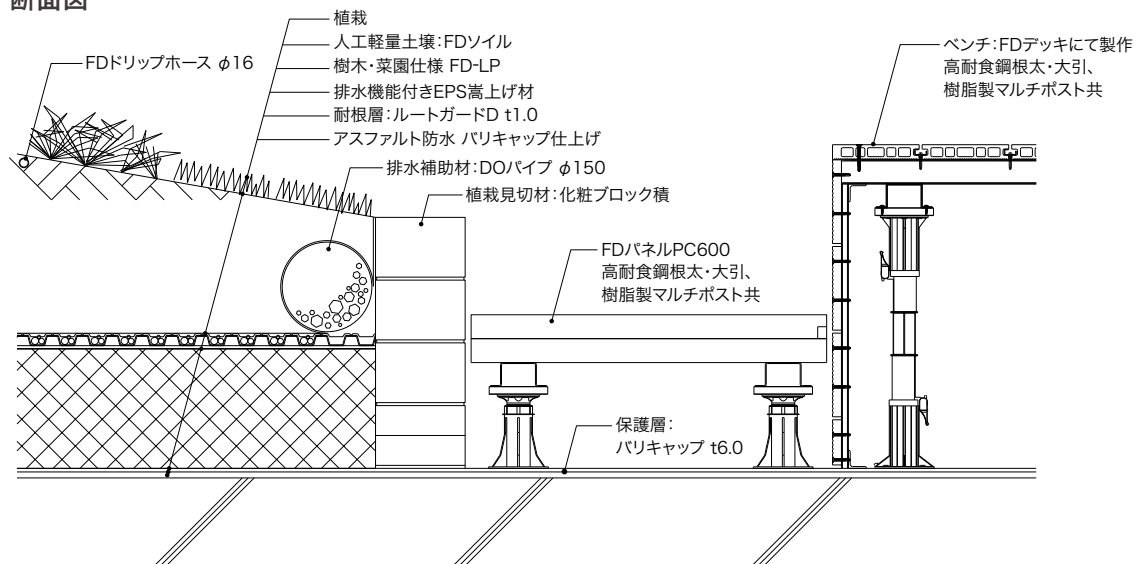 断面図
植栽
人工軽量土壌:FDソイル
樹木・菜園仕様 FD-LP
排水機能付きEPS嵩上げ材
耐根層:ルートガードD t1.0
アスファルト防水 バリキャップ仕上げ
FDドリップホース φ16
排水補助材:DOパイプ φ150
植栽見切材:化粧ブロック積
FDパネルPC600
高耐食鋼根太・大引、
樹脂製マルチポスト共
ベンチ:FDデッキにて製作
高耐食鋼根太・大引、
樹脂製マルチポスト共
保護層:
バリキャップ t6.0